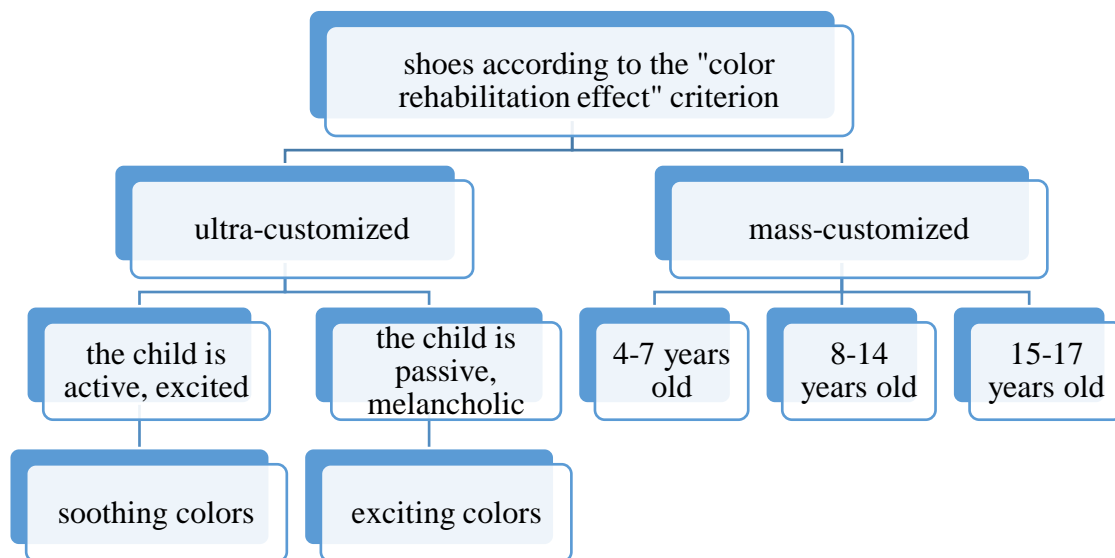 shoes according to the "color
rehabilitation effect" criterion
ultra-customized
mass-customized
the child is
active, excited
the child is
passive,
melancholic
4-7 years
old
8-14
years old
15-17
years old
soothing colors
exciting colors